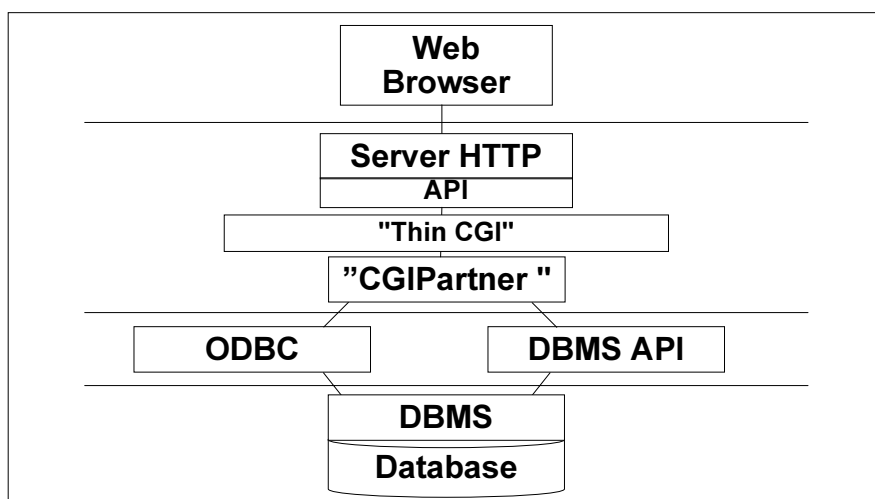 Web
Browser
Server HTTP
API
"Thin CGI"
”CGIPartner "
ODBC
DBMS API
DBMS
Database